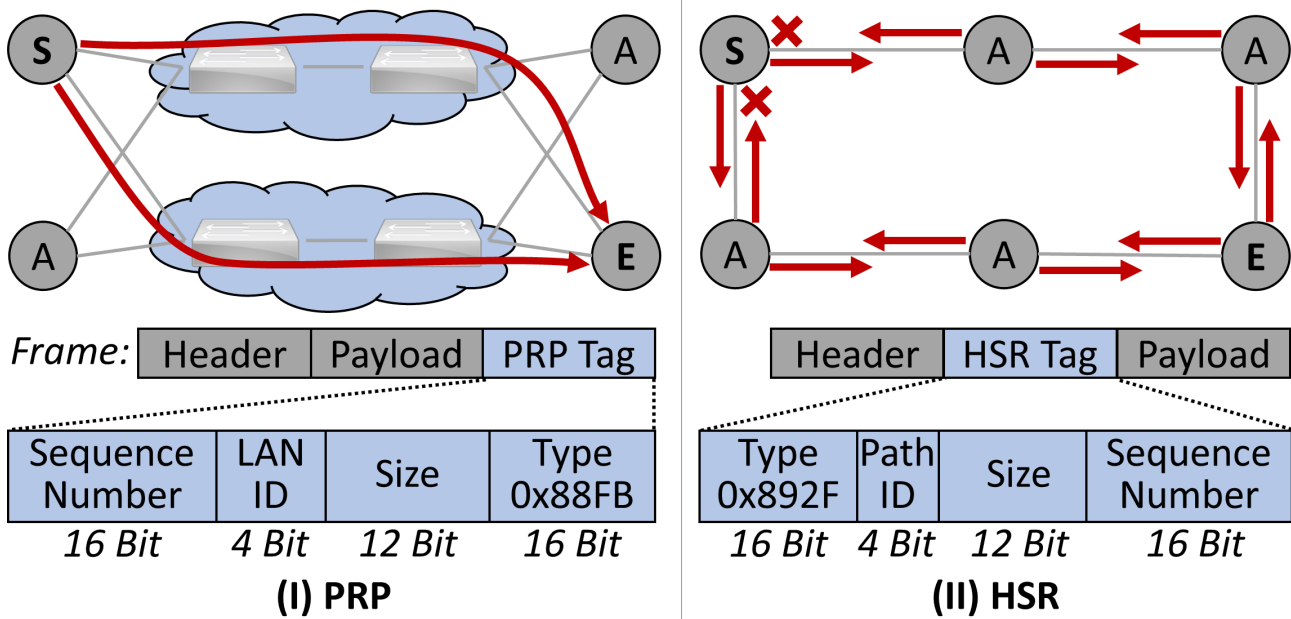 S
A
A
E
Frame:
Header
Payload
PRP Tag
Sequence
Number
LAN
ID
Size
Type
0x88FB
16 Bit
4 Bit
12 Bit
16 Bit
(I) PRP
S
A
A
A
A
E
Header
HSR Tag
Payload
Type
0x892F
Path
ID
Size
Sequence
Number
16 Bit
4 Bit
12 Bit
16 Bit
(II) HSR